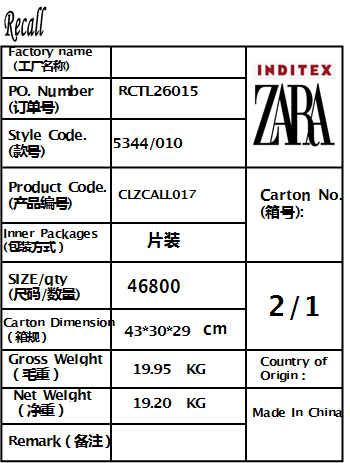 Recall
Factory name
(工厂名称)
INDITEX
ZARA
PO. Number
(订单号)
RCTL26015
Style Code.
(款号)
5344/010
Product Code.
(产品编号)
CLZCALL017
Carton No.
(箱号):
Inner Packages
(包装方式)
片装
SIZE/qty
(尺码/数量)
46800
2/1
Carton Dimension
(箱规)
43*30*29 cm
Gross Weight
(毛重)
19.95 KG
Country of
Origin:
Net Weight
(净重)
19.20 KG
Made In China
Remark (备注)